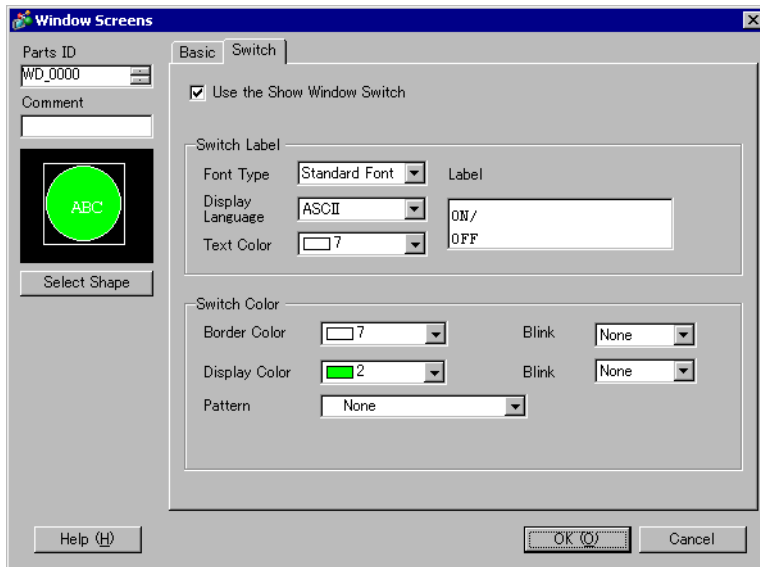 Window Screens
Parts ID
WD_0000
Comment
ABC
Select Shape
Basic
Switch
Use the Show Window Switch
Switch Label
Font Type
Standard Font
Label
Display
Language
ASCII
ON/
OFF
Text Color
7
Switch Color
Border Color
7
Blink
None
Display Color
2
Blink
None
Pattern
None
Help (H)
OK (O)
Cancel